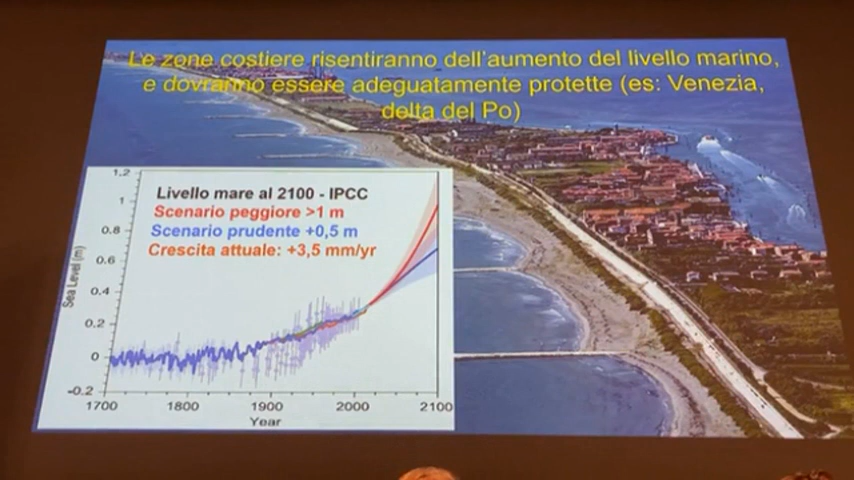 Le zone costiere risentiranno dell'aumento del livello marino,
e dovranno essere adeguatamente protette (es: Venezia,
delta del Po)
Livello mare al 2100 - IPCC
Scenario peggiore >1 m
Scenario prudente +0,5 m
Crescita attuale: +3,5 mm/yr
Sea Level (m)
1.2
1
0.8
0.6
0.4
0.2
0
-0.2
1700 1800 1900 2000 2100
Year